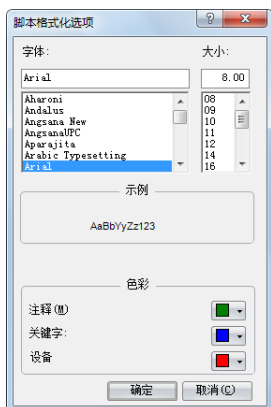 脚本格式化选项
字体: 大小:
Arial 8.00
Aharoni 08
Andalus 09
Angsana New 10
AngsanaUPC 11
Aparajita 12
Arabic Typesetting 14
Arial 16
示例
AaBbYyZz123
色彩
注释(M)
关键字:
设备
确定 取消(C)